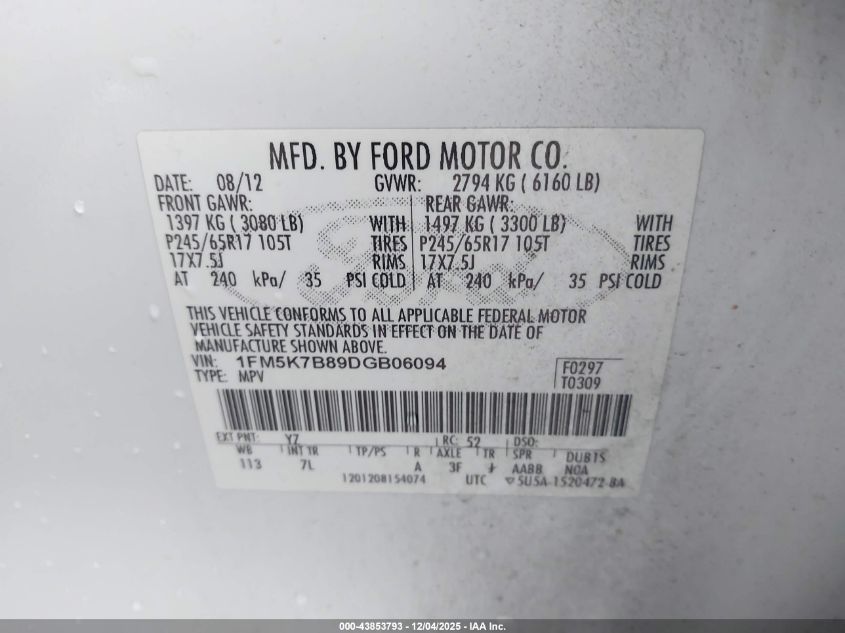 MFD. BY FORD MOTOR CO.
DATE: 08/12 GVWR: 2794 KG ( 6160 LB)
FRONT GAWR: REAR GAWR:
1397 KG ( 3080 LB) WITH 1497 KG ( 3300 LB) WITH
P245/65R17 105T TIRES P245/65R17 105T TIRES
17X7.5J RIMS 17X7.5J RIMS
AT 240 kPa/ 35 PSI COLD AT 240 kPa/ 35 PSI COLD
THIS VEHICLE CONFORMS TO ALL APPLICABLE FEDERAL MOTOR
VEHICLE SAFETY STANDARDS IN EFFECT ON THE DATE OF
MANUFACTURE SHOWN ABOVE.
VIN: 1FM5K7B89DGB06094 F0297
TYPE: MPV T0309
EXT PNT: YZ RC: 52 DSO:
WB INT TR TP/PS R AXLE TR SPR DUB1S
113 7L A 3F AABB NOA
1201208154074 UTC ▽5U5A-1520472-BA
000-43853793 - 12/04/2025 - IAA Inc.